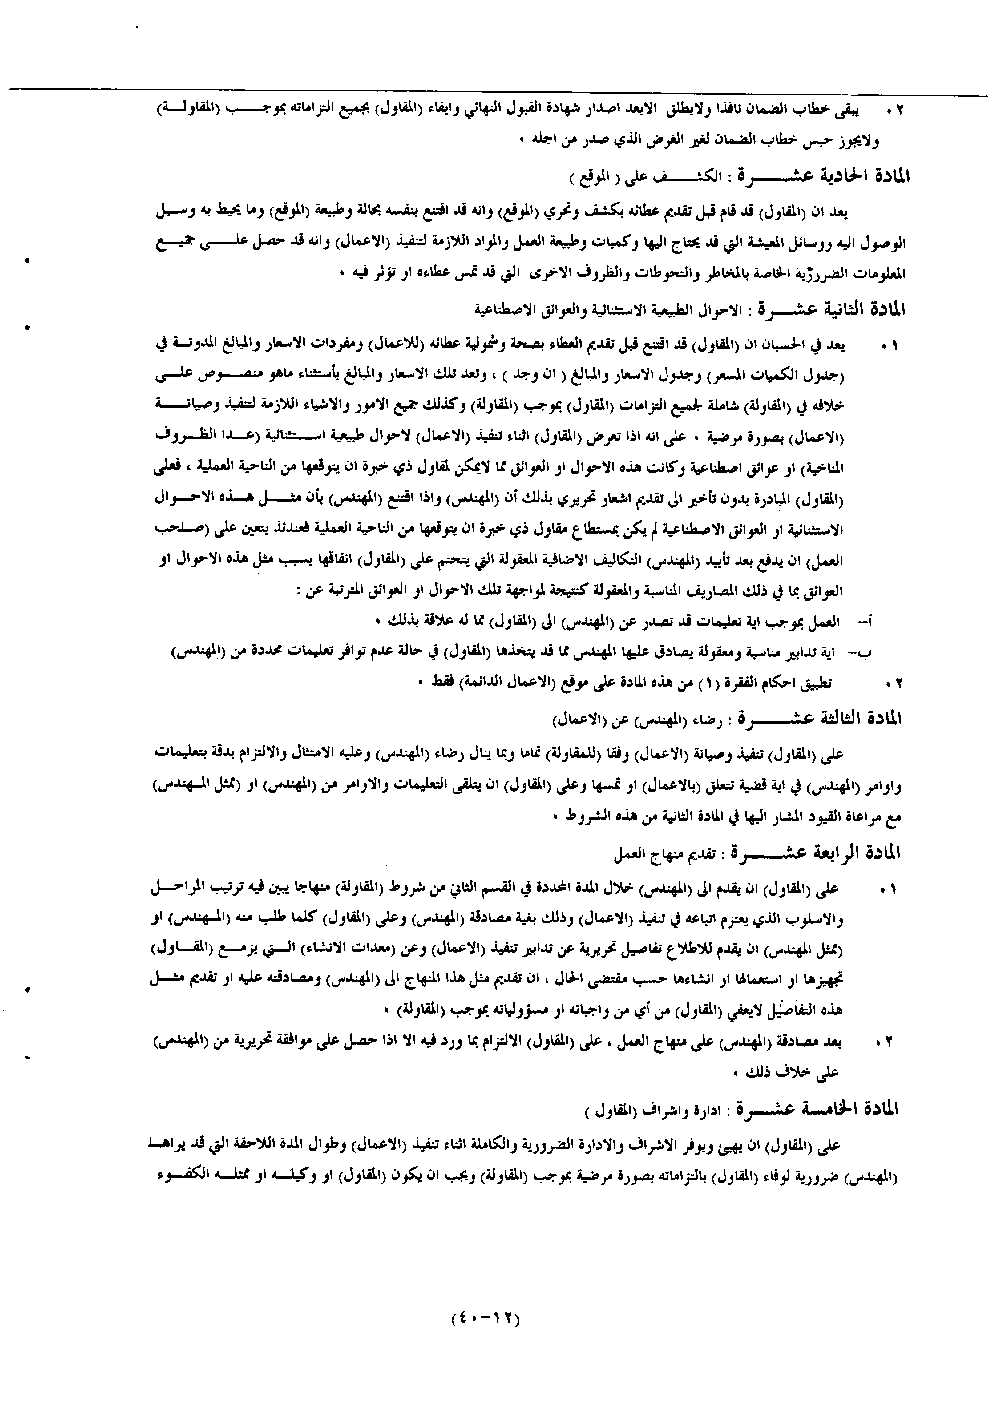 ٢٠ يبقى خطاب الضمان نافذا ولايطلق الابعد اصدار شهادة القبول النهائي وايفاء (المقاول) بجميع التزاماته بموجب (المقاولة)
ولايجوز حبس خطاب الضمان لغير الغرض الذي صدر من اجله ٠
المادة الحادية عشرة : الكشف على ( الموقع )
يعد ان (المقاول) قد قام قبل تقديم عطائه بكشف وتحري (الموقع) وانه قد اقتنع بنفسه بحالة وطبيعة (الموقع) وما يحيط به وسبل
الوصول اليه ووسائل المعيشة التي قد يحتاج اليها وكميات وطبيعة العمل والمواد اللازمة لتنفيذ (الاعمال) وانه قد حصل على جميع
المعلومات الضرورية الخاصة بالمخاطر والتحوطات والظروف الاخرى التي قد تمس عطاءه او تؤثر فيه ٠
المادة الثانية عشرة : الاحوال الطبيعية الاستثنائية والعوائق الاصطناعية
١٠ يعد في الحسبان ان (المقاول) قد اقتنع قبل تقديم العطاء بصحة وشمولية عطائه (للاعمال) ومفردات الاسعار والمبالغ المدونة في
(جدول الكميات المسعر) وجدول الاسعار والمبالغ ( ان وجد ) ، وتعد تلك الاسعار والمبالغ بأستثناء ماهو منصوص على
خلافه في (المقاولة) شاملة لجميع التزامات (المقاول) بموجب (المقاولة) وكذلك جميع الامور والاشياء اللازمة لتنفيذ وصيانة
(الاعمال) بصورة مرضية ٠ على انه اذا تعرض (المقاول) اثناء تنفيذ (الاعمال) لاحوال طبيعية استثنائية (عدا الظروف
المناخية) او عوائق اصطناعية وكانت هذه الاحوال او العوائق مما لايمكن لمقاول ذي خبرة ان يتوقعها من الناحية العملية ، فعلى
(المقاول) المبادرة بدون تأخير الى تقديم اشعار تحريري بذلك أن (المهندس) واذا اقتنع (المهندس) بأن مثل هذه الاحوال
الاستثنائية او العوائق الاصطناعية لم يكن بمستطاع مقاول ذي خبرة ان يتوقعها من الناحية العملية فعندئذ يتعين على (صاحب
العمل) ان يدفع بعد تأييد (المهندس) التكاليف الاضافية المعقولة التي يتحتم على (المقاول) انفاقها بسبب مثل هذه الاحوال او
العوائق بما في ذلك المصاريف المناسبة والمعقولة كنتيجة لمواجهة تلك الاحوال او العوائق المترتبة عن :
أ- العمل بموجب اية تعليمات قد تصدر عن (المهندس) الى (المقاول) مما له علاقة بذلك ٠
ب- اية تدابير مناسبة ومعقولة يصادق عليها المهندس مما قد يتخذها (المقاول) في حالة عدم توافر تعليمات محددة من (المهندس)
٢٠ تطبق احكام الفقرة (١) من هذه المادة على موقع (الاعمال الدائمة) فقط ٠
المادة الثالثة عشرة : رضاء (المهندس) عن (الاعمال)
على (المقاول) تنفيذ وصيانة (الاعمال) وفقا (للمقاولة) تماما وبما ينال رضاء (المهندس) وعليه الامتثال والالتزام بدقة بتعليمات
واوامر (المهندس) في اية قضية تتعلق (بالاعمال) او تمسها وعلى (المقاول) ان يتلقى التعليمات والاوامر من (المهندس) او (ممثل المهندس)
مع مراعاة القيود المشار اليها في المادة الثانية من هذه الشروط ٠
المادة الرابعة عشرة : تقديم منهاج العمل
١٠ على (المقاول) ان يقدم الى (المهندس) خلال المدة المحددة في القسم الثاني من شروط (المقاولة) منهاجا يبين فيه ترتيب المراحل
والاسلوب الذي يعتزم اتباعه في تنفيذ (الاعمال) وذلك بغية مصادقة (المهندس) وعلى (المقاول) كلما طلب منه (المهندس) او
(ممثل المهندس) ان يقدم للاطلاع تفاصيل تحريرية عن تدابير تنفيذ (الاعمال) وعن (معدات الانشاء) التي يزمع (المقاول)
تجهيزها او استعمالها او انشاءها حسب مقتضى الحال ، ان تقديم مثل هذا المنهاج الى (المهندس) ومصادقته عليه او تقديم مثل
هذه التفاصيل لايعفي (المقاول) من أي من واجباته او مسؤولياته بموجب (المقاولة) ٠
٢٠ بعد مصادقة (المهندس) على منهاج العمل ، على (المقاول) الالتزام بما ورد فيه الا اذا حصل على موافقة تحريرية من (المهندس)
على خلاف ذلك ٠
المادة الخامسة عشرة : ادارة واشراف (المقاول )
على (المقاول) ان يهيئ ويوفر الاشراف والادارة الضرورية والكاملة اثناء تنفيذ (الاعمال) وطوال المدة اللاحقة التي قد يراها
(المهندس) ضرورية لوفاء (المقاول) بالتزاماته بصورة مرضية بموجب (المقاولة) ويجب ان يكون (المقاول) او وكيله او ممثله الكفوء
(١٢-٤٠)